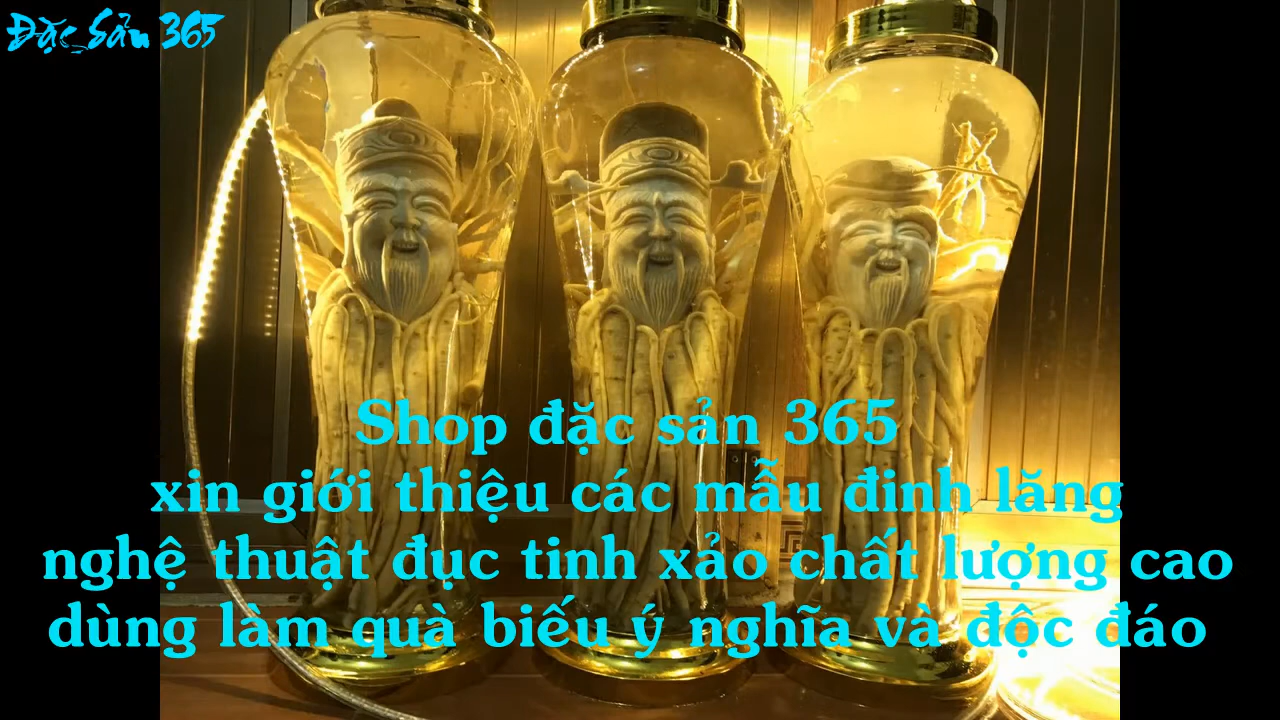 Đặc Sản 365
Shop đặc sản 365
xin giới thiệu các mẫu đinh lăng
nghệ thuật đục tinh xảo chất lượng cao
dùng làm quà biếu ý nghĩa và độc đáo